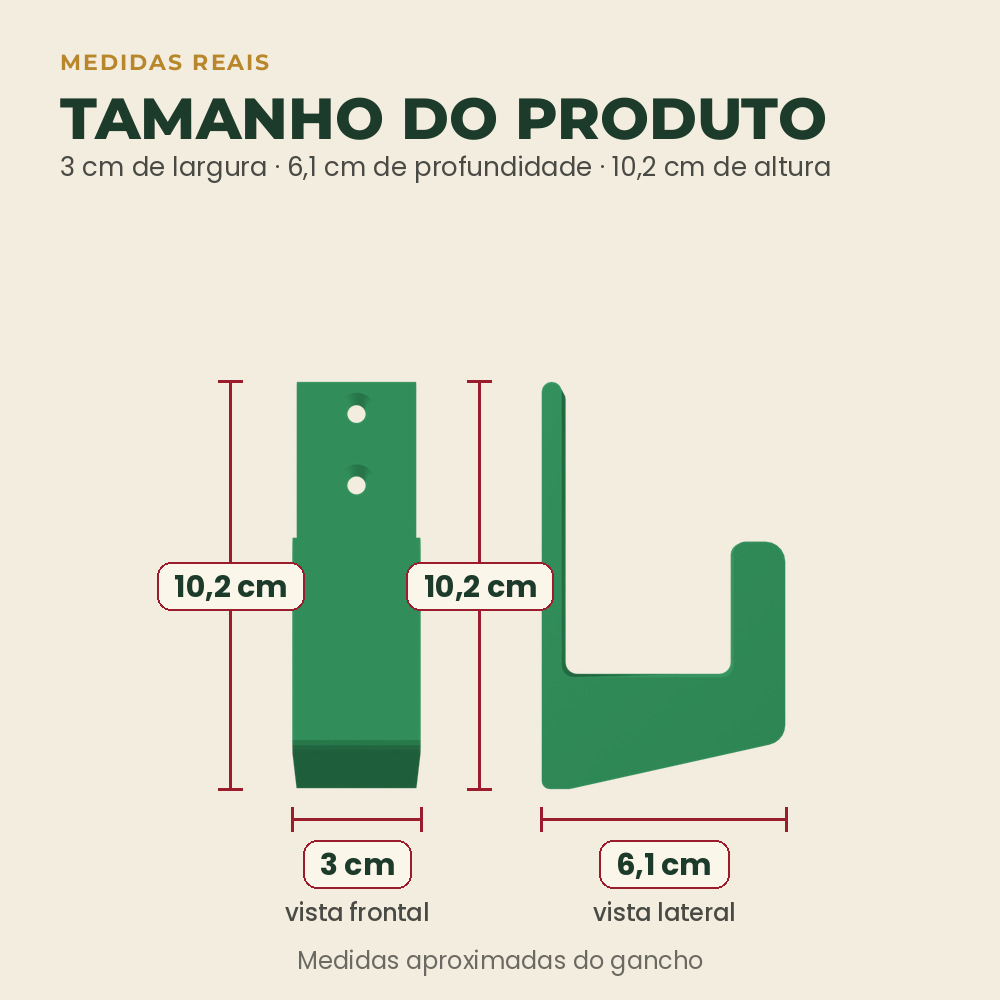 MEDIDAS REAIS
TAMANHO DO PRODUTO
3 cm de largura · 6,1 cm de profundidade · 10,2 cm de altura
10,2 cm
10,2 cm
3 cm
6,1 cm
vista frontal
vista lateral
Medidas aproximadas do gancho